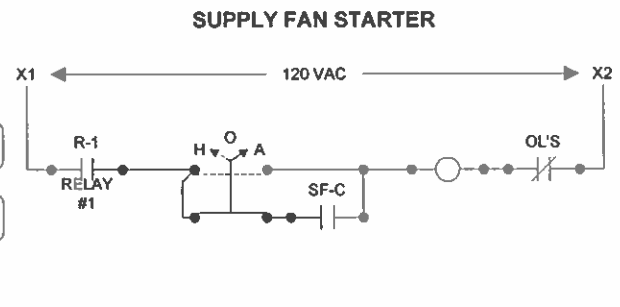 SUPPLY FAN STARTER
X1 120 VAC X2
R-1
RELAY
#1
H O A
SF-C
OL'S